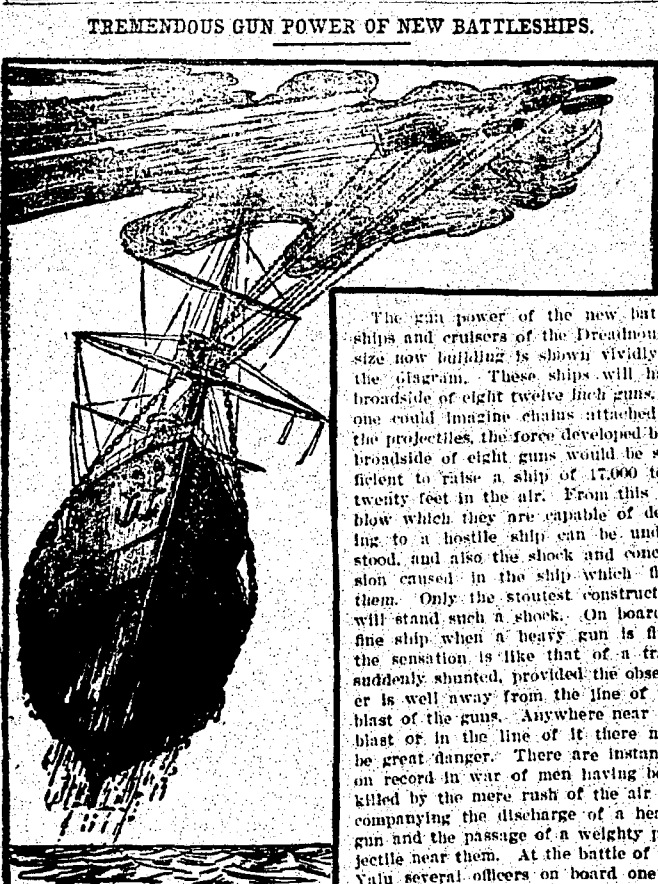 TREMENDOUS GUN POWER OF NEW BATTLESHIPS.
The gun power of the new bat
ships and cruisers of the Dreadnou
size now building is shown vividly
the diagram. These ships will h
broadside of eight twelve inch guns.
one could imagine chains attached
the projectiles, the force developed b
broadside of eight guns would be s
ficient to raise a ship of 17,000 to
twenty feet in the air. From this
blow which they are capable of de
ing to a hostile ship can be und
stood, and also the shock and conc
sion caused in the ship which fi
them. Only the stoutest construct
will stand such a shock. On boar
fine ship when a heavy gun is fi
the sensation is like that of a tra
suddenly shunted, provided the obse
er is well away from the line of
blast of the guns. Anywhere near
blast or in the line of it there m
be great danger. There are instan
on record in war of men having be
killed by the mere rush of the air
companying the discharge of a hea
gun and the passage of a weighty p
jectile near them. At the battle of
Yalu several officers on board one